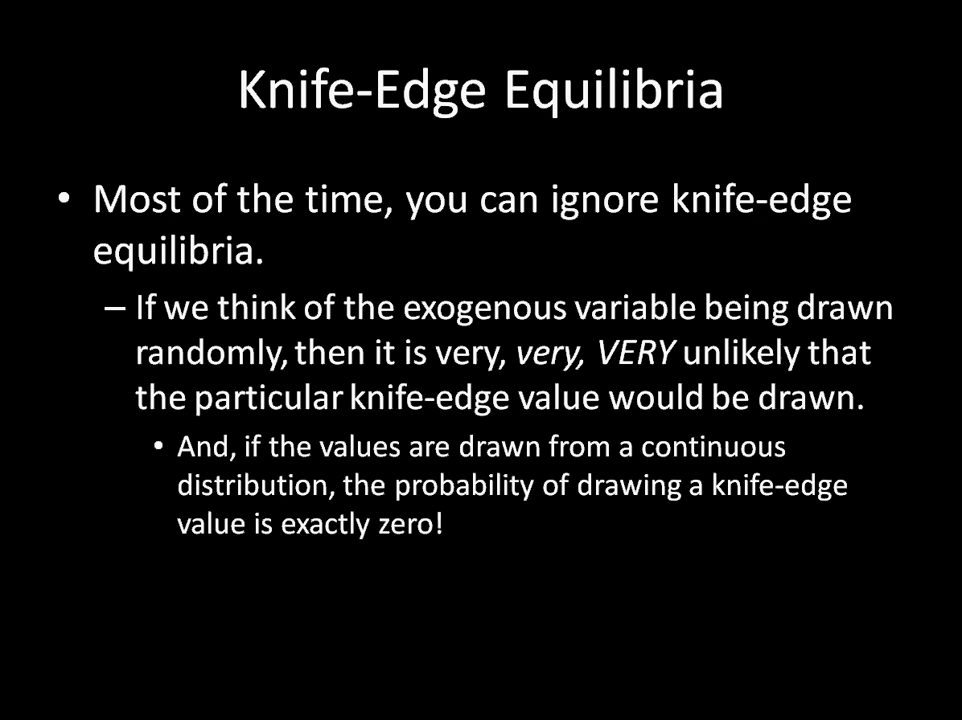 Knife-Edge Equilibria
• Most of the time, you can ignore knife-edge
equilibria.
– If we think of the exogenous variable being drawn
randomly, then it is very, very, VERY unlikely that
the particular knife-edge value would be drawn.
• And, if the values are drawn from a continuous
distribution, the probability of drawing a knife-edge
value is exactly zero!